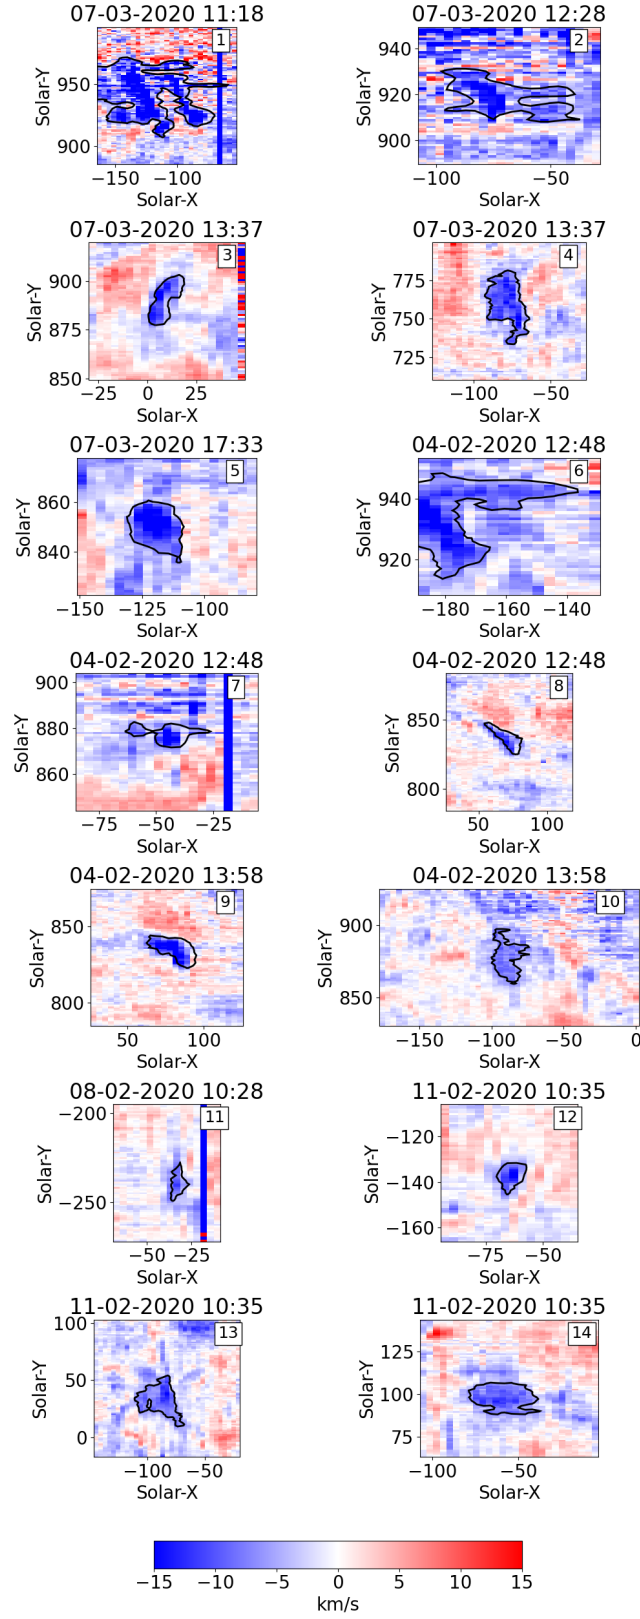 07-03-2020 11:18
1
950
900
Solar-Y
−150 −100
Solar-X
07-03-2020 12:28
2
940
920
900
Solar-Y
−100 −50
Solar-X
07-03-2020 13:37
3
900
875
850
Solar-Y
−25 0 25
Solar-X
07-03-2020 13:37
4
775
750
725
Solar-Y
−100 −50
Solar-X
07-03-2020 17:33
5
860
840
Solar-Y
−150 −125 −100
Solar-X
04-02-2020 12:48
6
940
920
Solar-Y
−180 −160 −140
Solar-X
04-02-2020 12:48
7
900
880
860
Solar-Y
−75 −50 −25
Solar-X
04-02-2020 12:48
8
850
800
Solar-Y
50 100
Solar-X
04-02-2020 13:58
9
850
800
Solar-Y
50 100
Solar-X
04-02-2020 13:58
10
900
850
Solar-Y
−150 −100 −50 0
Solar-X
08-02-2020 10:28
11
−200
−250
Solar-Y
−50 −25
Solar-X
11-02-2020 10:35
12
−120
−140
−160
Solar-Y
−75 −50
Solar-X
11-02-2020 10:35
13
100
50
0
Solar-Y
−100 −50
Solar-X
11-02-2020 10:35
14
125
100
75
Solar-Y
−100 −50
Solar-X
−15 −10 −5 0 5 10 15
km/s